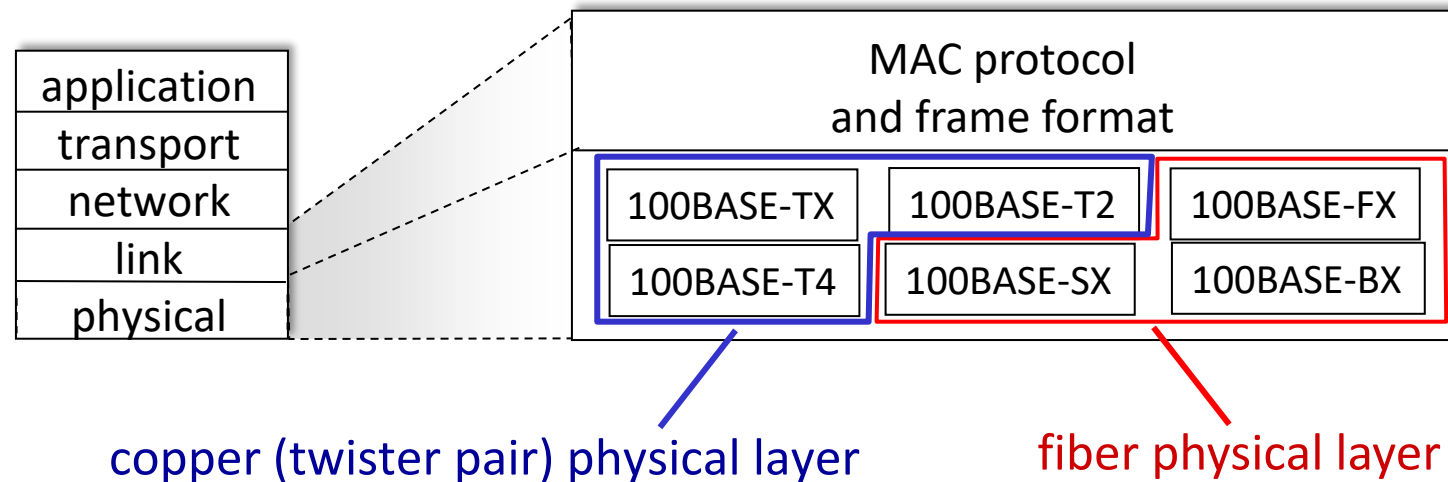 application
transport
network
link
physical
MAC protocol
and frame format
100BASE-TX
100BASE-T2
100BASE-FX
100BASE-T4
100BASE-SX
100BASE-BX
copper (twister pair) physical layer
fiber physical layer